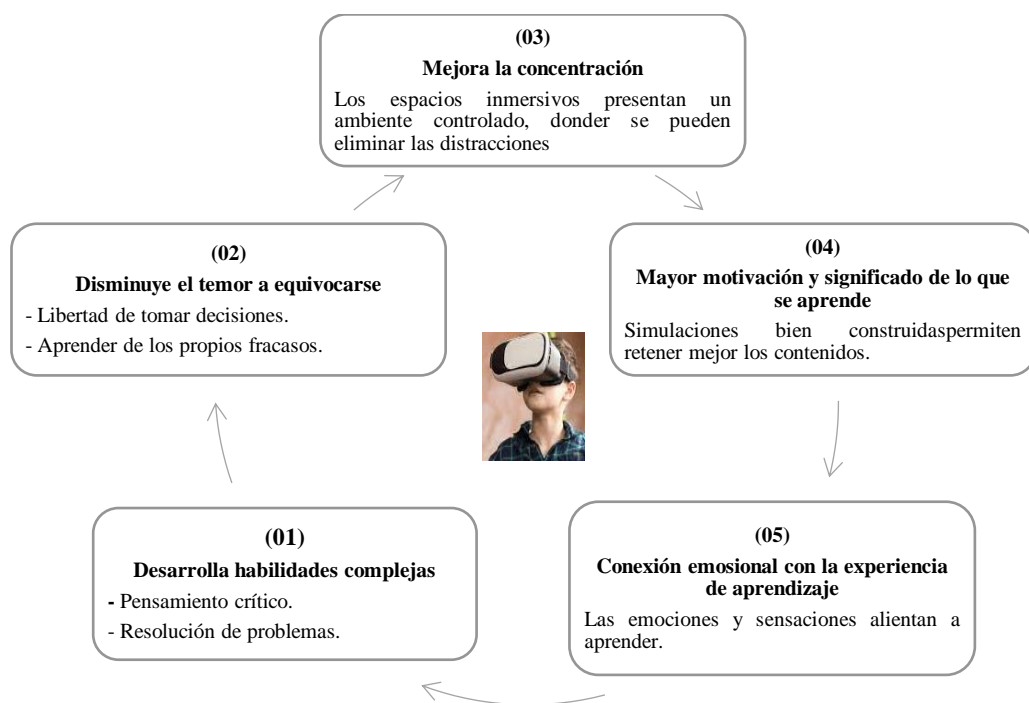 (03)
Mejora la concentración
Los espacios inmersivos presentan un
ambiente controlado, donder se pueden
eliminar las distracciones
(02)
Disminuye el temor a equivocarse
- Libertad de tomar decisiones.
- Aprender de los propios fracasos.
(04)
Mayor motivación y significado de lo que
se aprende
Simulaciones bien construidaspermiten
retener mejor los contenidos.
(01)
Desarrolla habilidades complejas
- Pensamiento crítico.
- Resolución de problemas.
(05)
Conexión emosional con la experiencia
de aprendizaje
Las emociones y sensaciones alientan a
aprender.